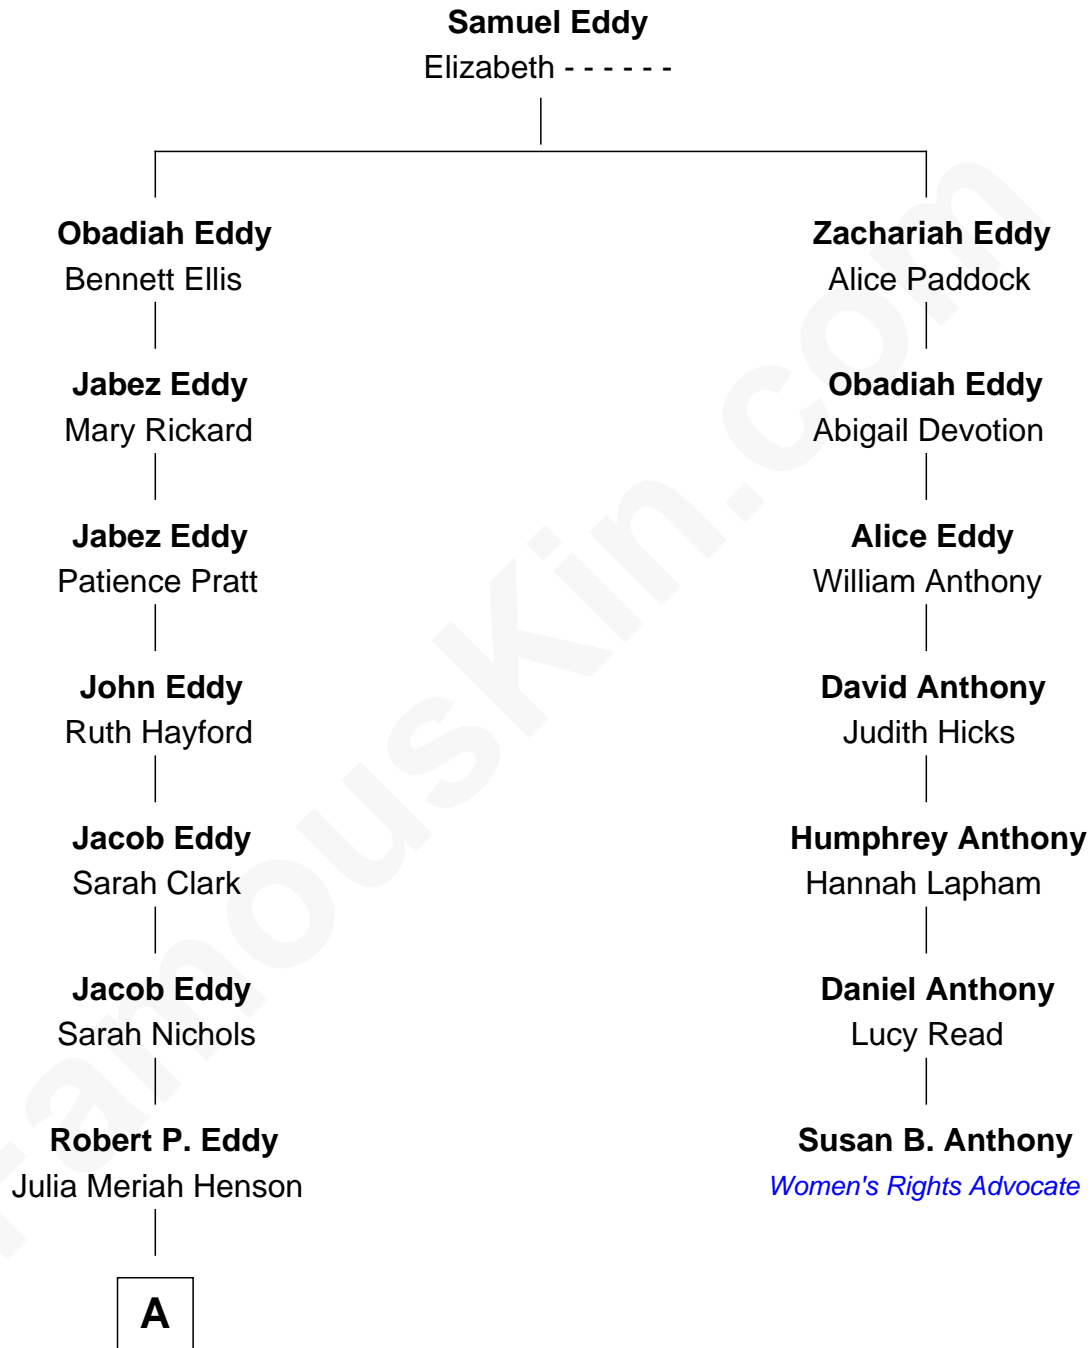 Samuel Eddy
Elizabeth - - - - - -
Obadiah Eddy
Bennett Ellis
Zachariah Eddy
Alice Paddock
Jabez Eddy
Mary Rickard
Obadiah Eddy
Abigail Devotion
Jabez Eddy
Patience Pratt
Alice Eddy
William Anthony
John Eddy
Ruth Hayford
David Anthony
Judith Hicks
Jacob Eddy
Sarah Clark
Humphrey Anthony
Hannah Lapham
Jacob Eddy
Sarah Nichols
Daniel Anthony
Lucy Read
Robert P. Eddy
Julia Meriah Henson
Susan B. Anthony
Women's Rights Advocate
A
FamousKin.com